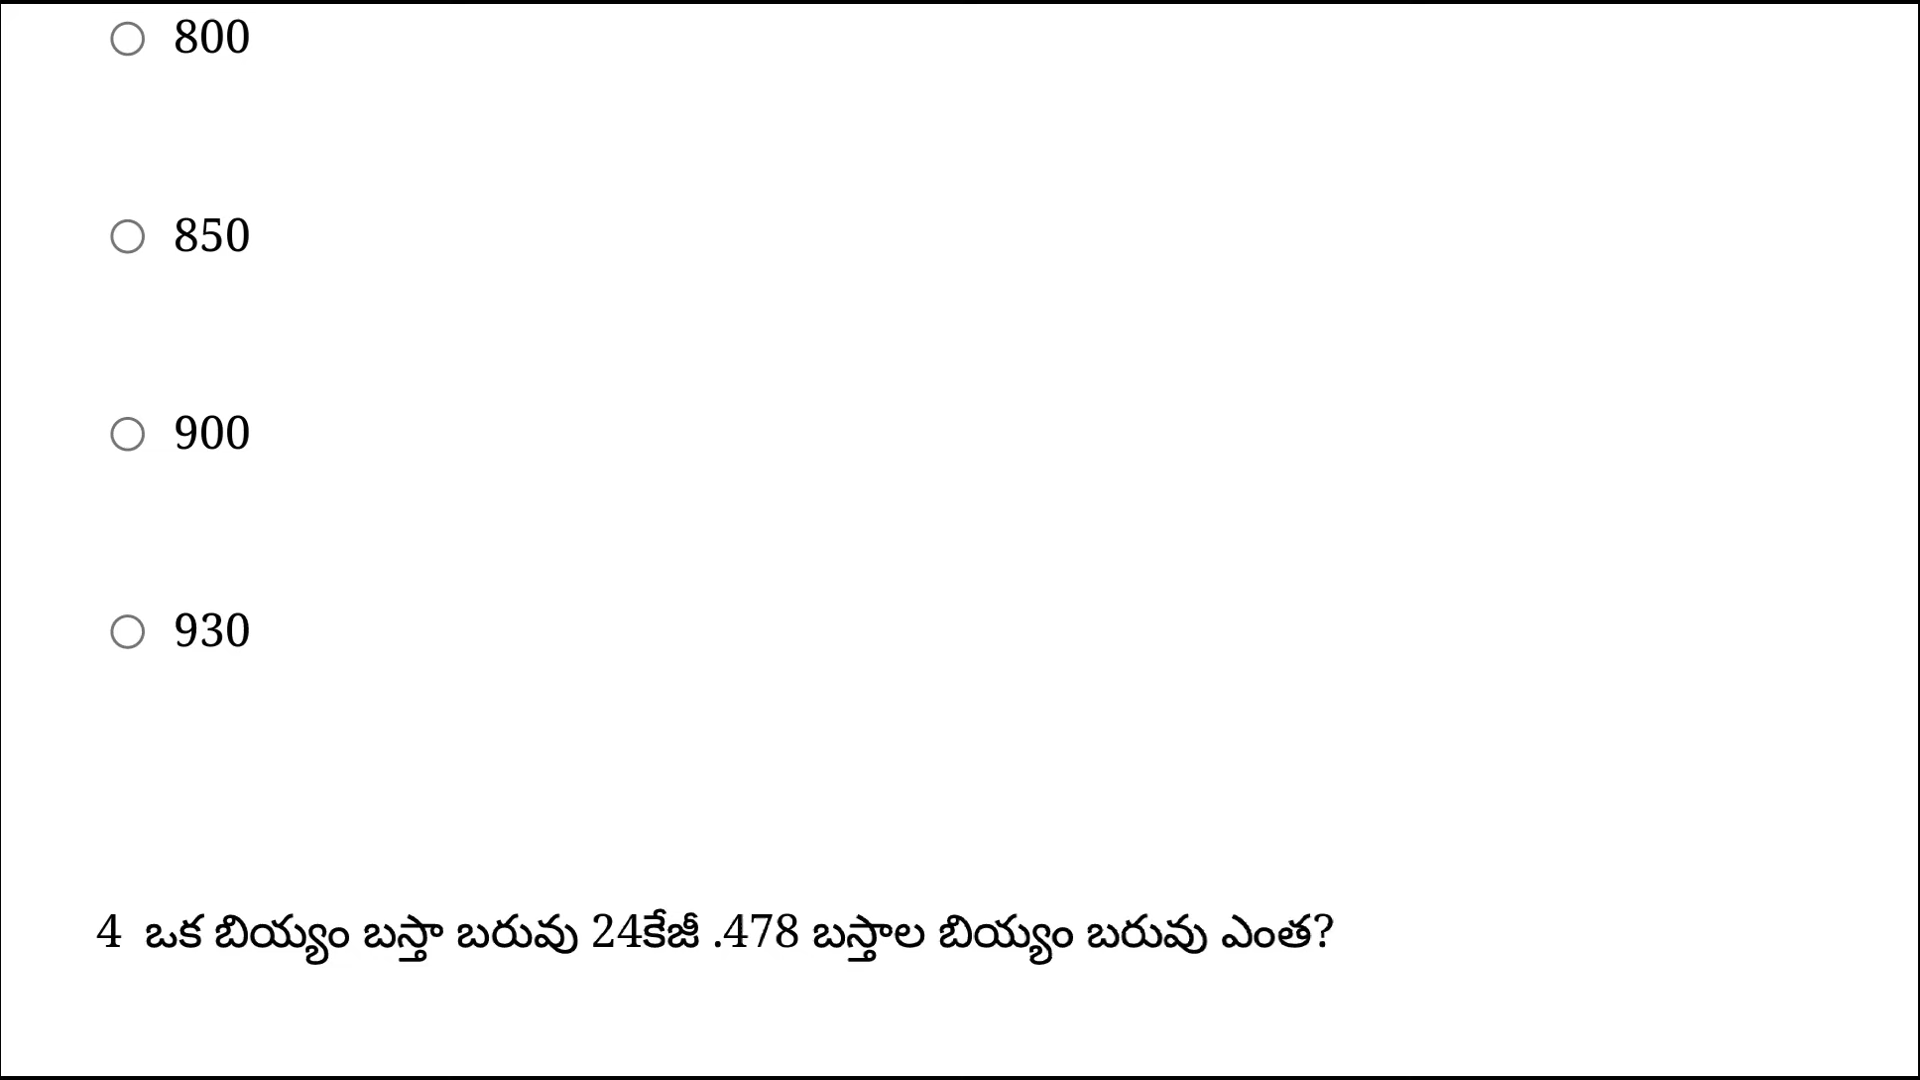 800
850
900
930
4 ఒక బియ్యం బస్తా బరువు 24కేజీ .478 బస్తాల బియ్యం బరువు ఎంత?